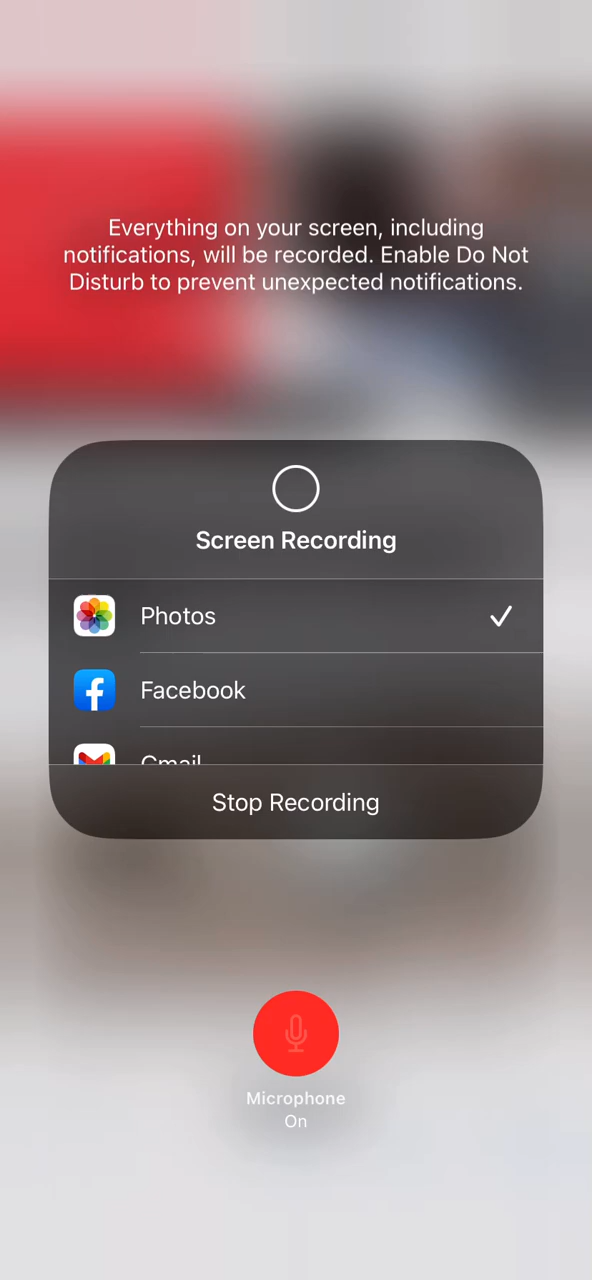 Everything on your screen, including
notifications, will be recorded. Enable Do Not
Disturb to prevent unexpected notifications.
Screen Recording
Photos
Facebook
Gmail
Stop Recording
Microphone
On